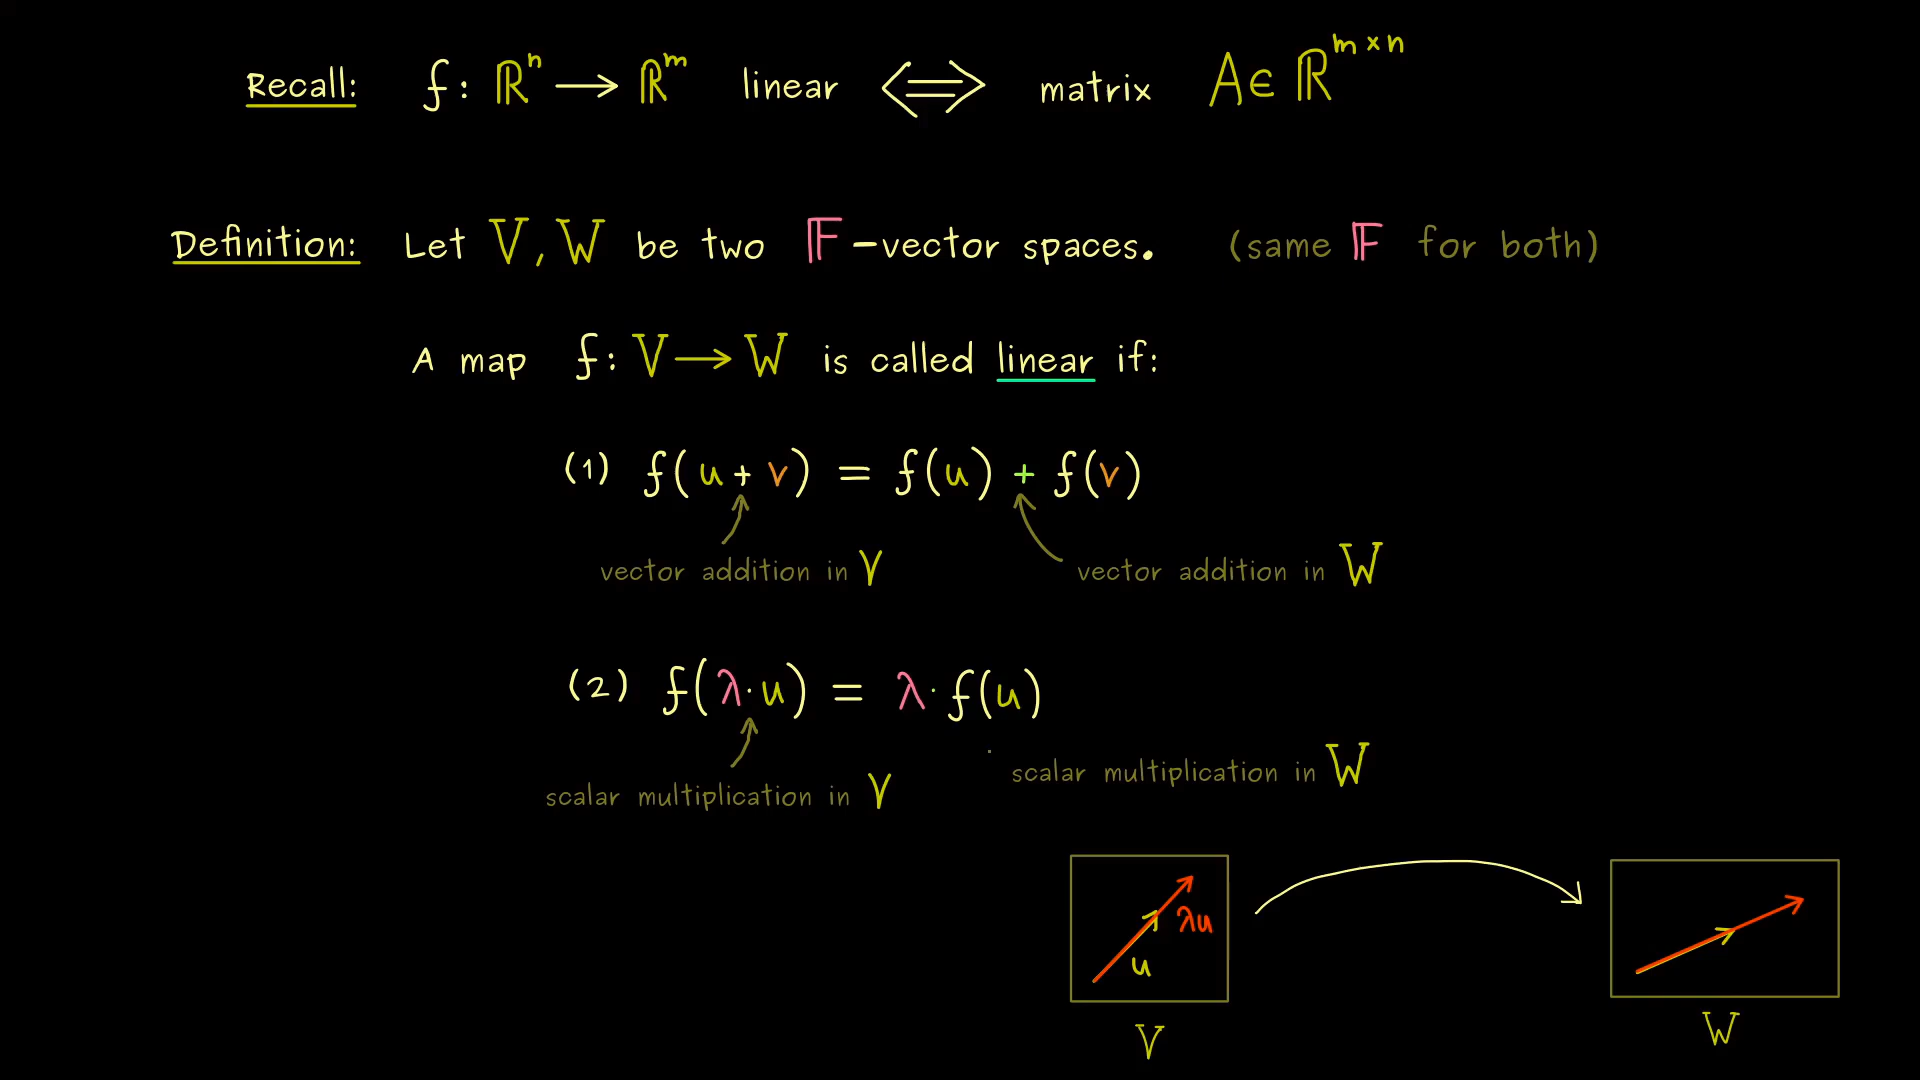 Recall: f: ℝⁿ → ℝᵐ linear ⟺ matrix A ∈ ℝᵐˣⁿ
Definition: Let V, W be two 𝔽-vector spaces. (same 𝔽 for both)
A map f: V → W is called linear if:
(1) f(u + v) = f(u) + f(v)
vector addition in V vector addition in W
(2) f(λ·u) = λ·f(u)
scalar multiplication in W
scalar multiplication in V
λu
u
V W